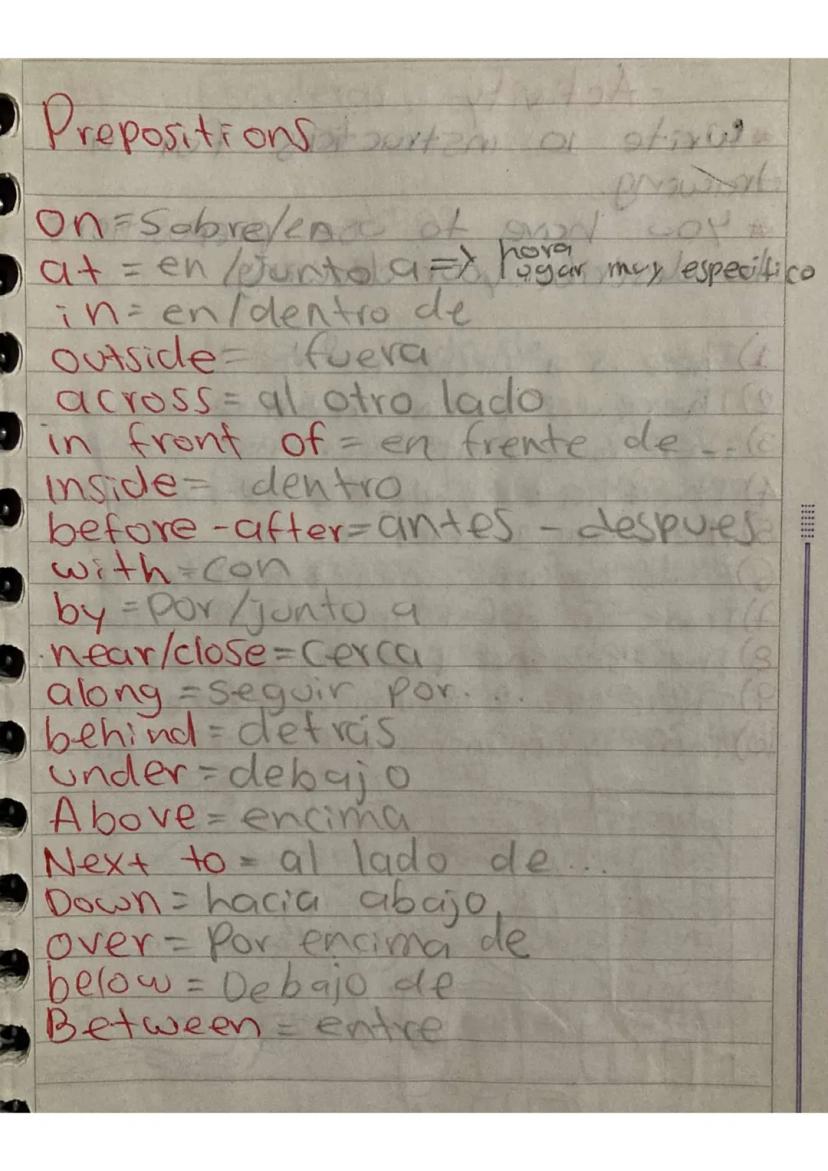 Prepositions
on = Sobre/en
at = en /junto a => hora lugar muy especifico
in = en/dentro de
outside = fuera
across = al otro lado
in front of = en frente de ...
Inside = dentro
before - after = antes - despues
with = con
by = por /junto a
near/close = cerca
along = seguir por...
behind = detrás
under = debajo
Above = encima
Next to = al lado de ...
Down = hacia abajo
over = Por encima de
below = Debajo de
Between = entre